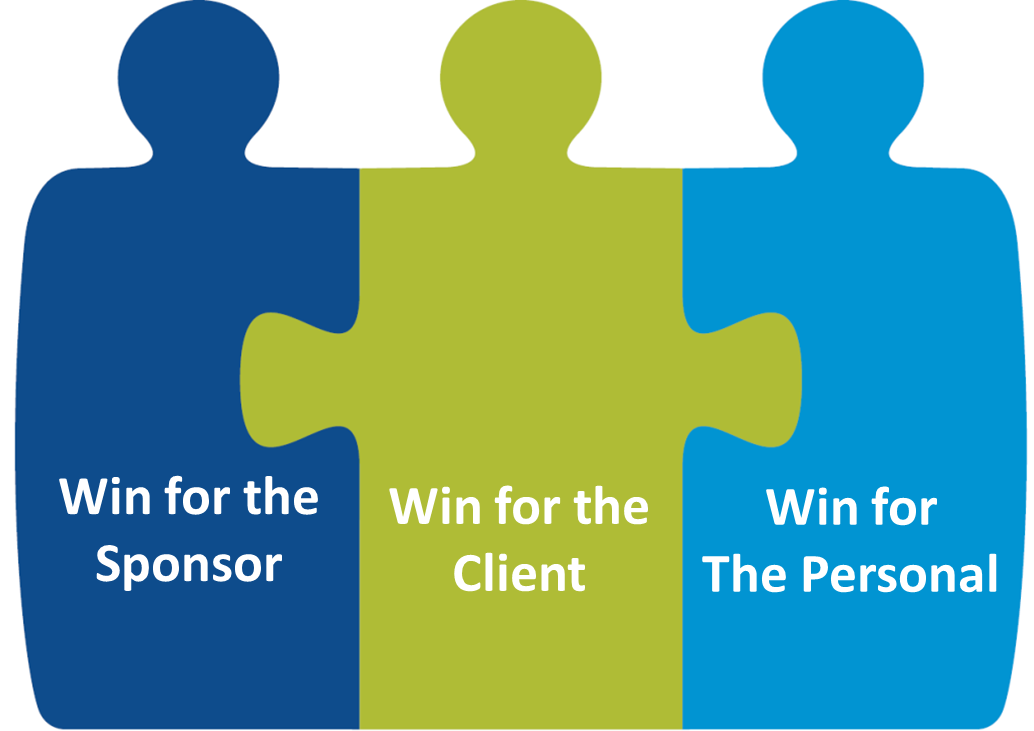 Win for the
Sponsor
Win for the
Client
Win for
The Personal